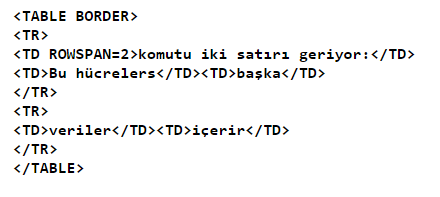 <TABLE BORDER>
<TR>
<TD ROWSPAN=2>komutu iki satırı geriyor:</TD>
<TD>Bu hücrelers</TD><TD>başka</TD>
</TR>
<TR>
<TD>veriler</TD><TD>içerir</TD>
</TR>
</TABLE>